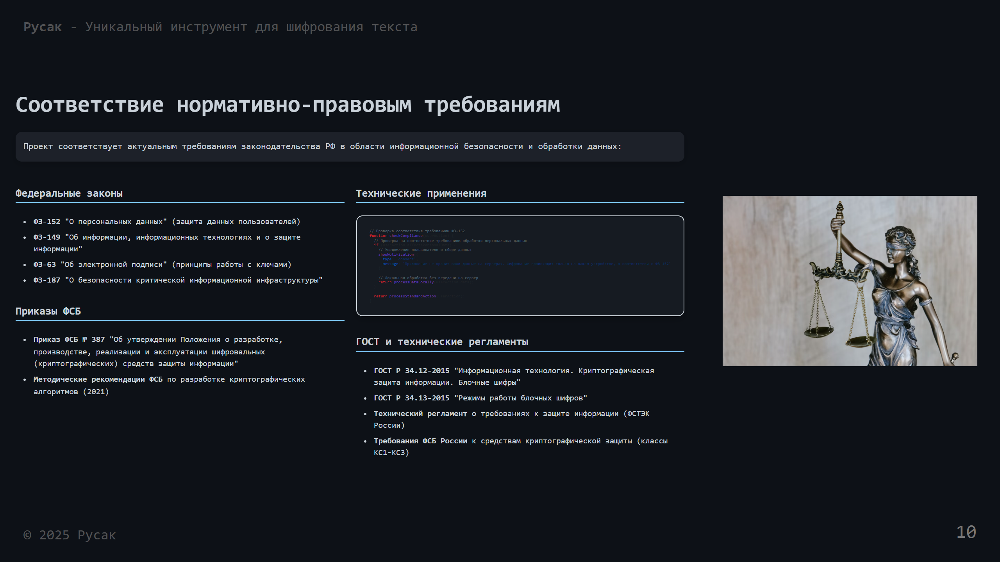 Русак - Уникальный инструмент для шифрования текста
Соответствие нормативно-правовым требованиям
Проект соответствует актуальным требованиям законодательства РФ в области информационной безопасности и обработки данных:
Федеральные законы
• ФЗ-152 "О персональных данных" (защита данных пользователей)
• ФЗ-149 "Об информации, информационных технологиях и о защите
информации"
• ФЗ-63 "Об электронной подписи" (принципы работы с ключами)
• ФЗ-187 "О безопасности критической информационной инфраструктуры"
Приказы ФСБ
• Приказ ФСБ № 387 "Об утверждении Положения о разработке,
производстве, реализации и эксплуатации шифровальных
(криптографических) средств защиты информации"
• Методические рекомендации ФСБ по разработке криптографических
алгоритмов (2021)
Технические применения
// Проверка соответствия требованиям ФЗ-152
function checkCompliance
// Проверка на соответствие требованиям обработки персональных данных
if
// Уведомление пользователя о сборе данных
showNotification
type: 'consent'
message: "Приложение не хранит ваши данные на серверах. Шифрование происходит только на вашем устройстве, в соответствии с ФЗ-152"
// Локальная обработка без передачи на сервер
return processDataLocally
return processStandardAction
ГОСТ и технические регламенты
• ГОСТ Р 34.12-2015 "Информационная технология. Криптографическая
защита информации. Блочные шифры"
• ГОСТ Р 34.13-2015 "Режимы работы блочных шифров"
• Технический регламент о требованиях к защите информации (ФСТЭК
России)
• Требования ФСБ России к средствам криптографической защиты (классы
КС1-КС3)
© 2025 Русак
10